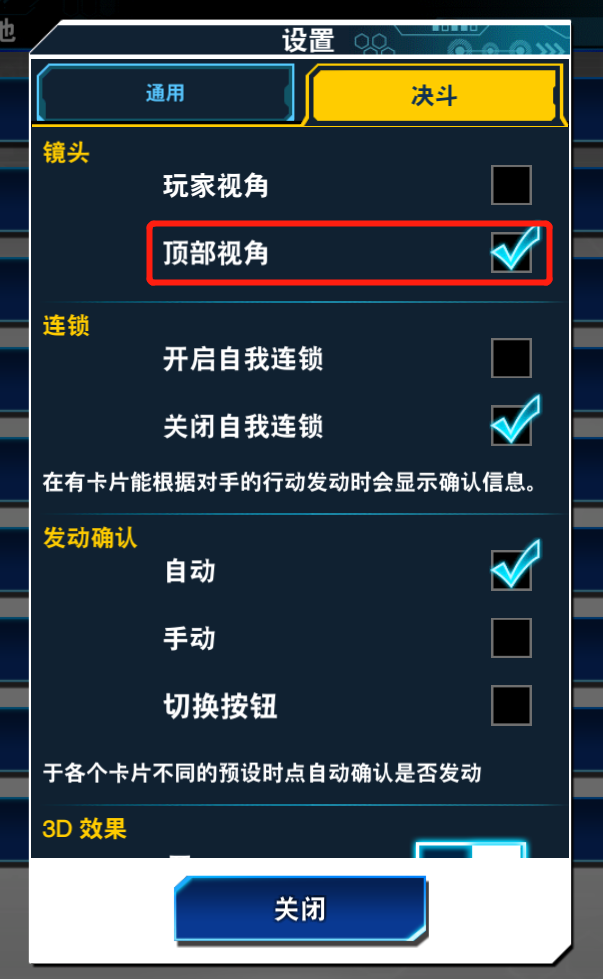 地
设置
通用
决斗
镜头
玩家视角
顶部视角
连锁
开启自我连锁
关闭自我连锁
在有卡片能根据对手的行动发动时会显示确认信息。
发动确认
自动
手动
切换按钮
于各个卡片不同的预设时点自动确认是否发动
3D 效果
关闭